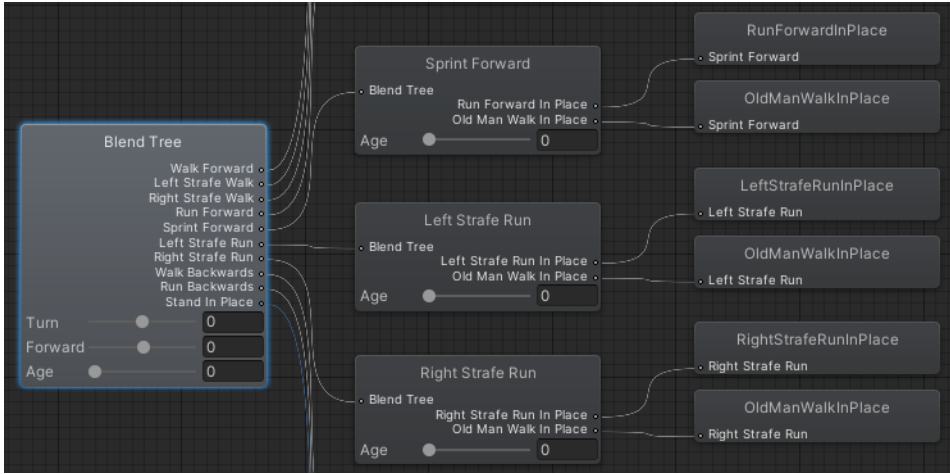 Blend Tree
Walk Forward
Left Strafe Walk
Right Strafe Walk
Run Forward
Sprint Forward
Left Strafe Run
Right Strafe Run
Walk Backwards
Run Backwards
Stand In Place
Turn 0
Forward 0
Age 0
Sprint Forward
Blend Tree
Run Forward In Place
Old Man Walk In Place
Age 0
RunForwardInPlace
Sprint Forward
OldManWalkInPlace
Sprint Forward
Left Strafe Run
Blend Tree
Left Strafe Run In Place
Old Man Walk In Place
Age 0
LeftStrafeRunInPlace
Left Strafe Run
OldManWalkInPlace
Left Strafe Run
Right Strafe Run
Blend Tree
Right Strafe Run In Place
Old Man Walk In Place
Age 0
RightStrafeRunInPlace
Right Strafe Run
OldManWalkInPlace
Right Strafe Run